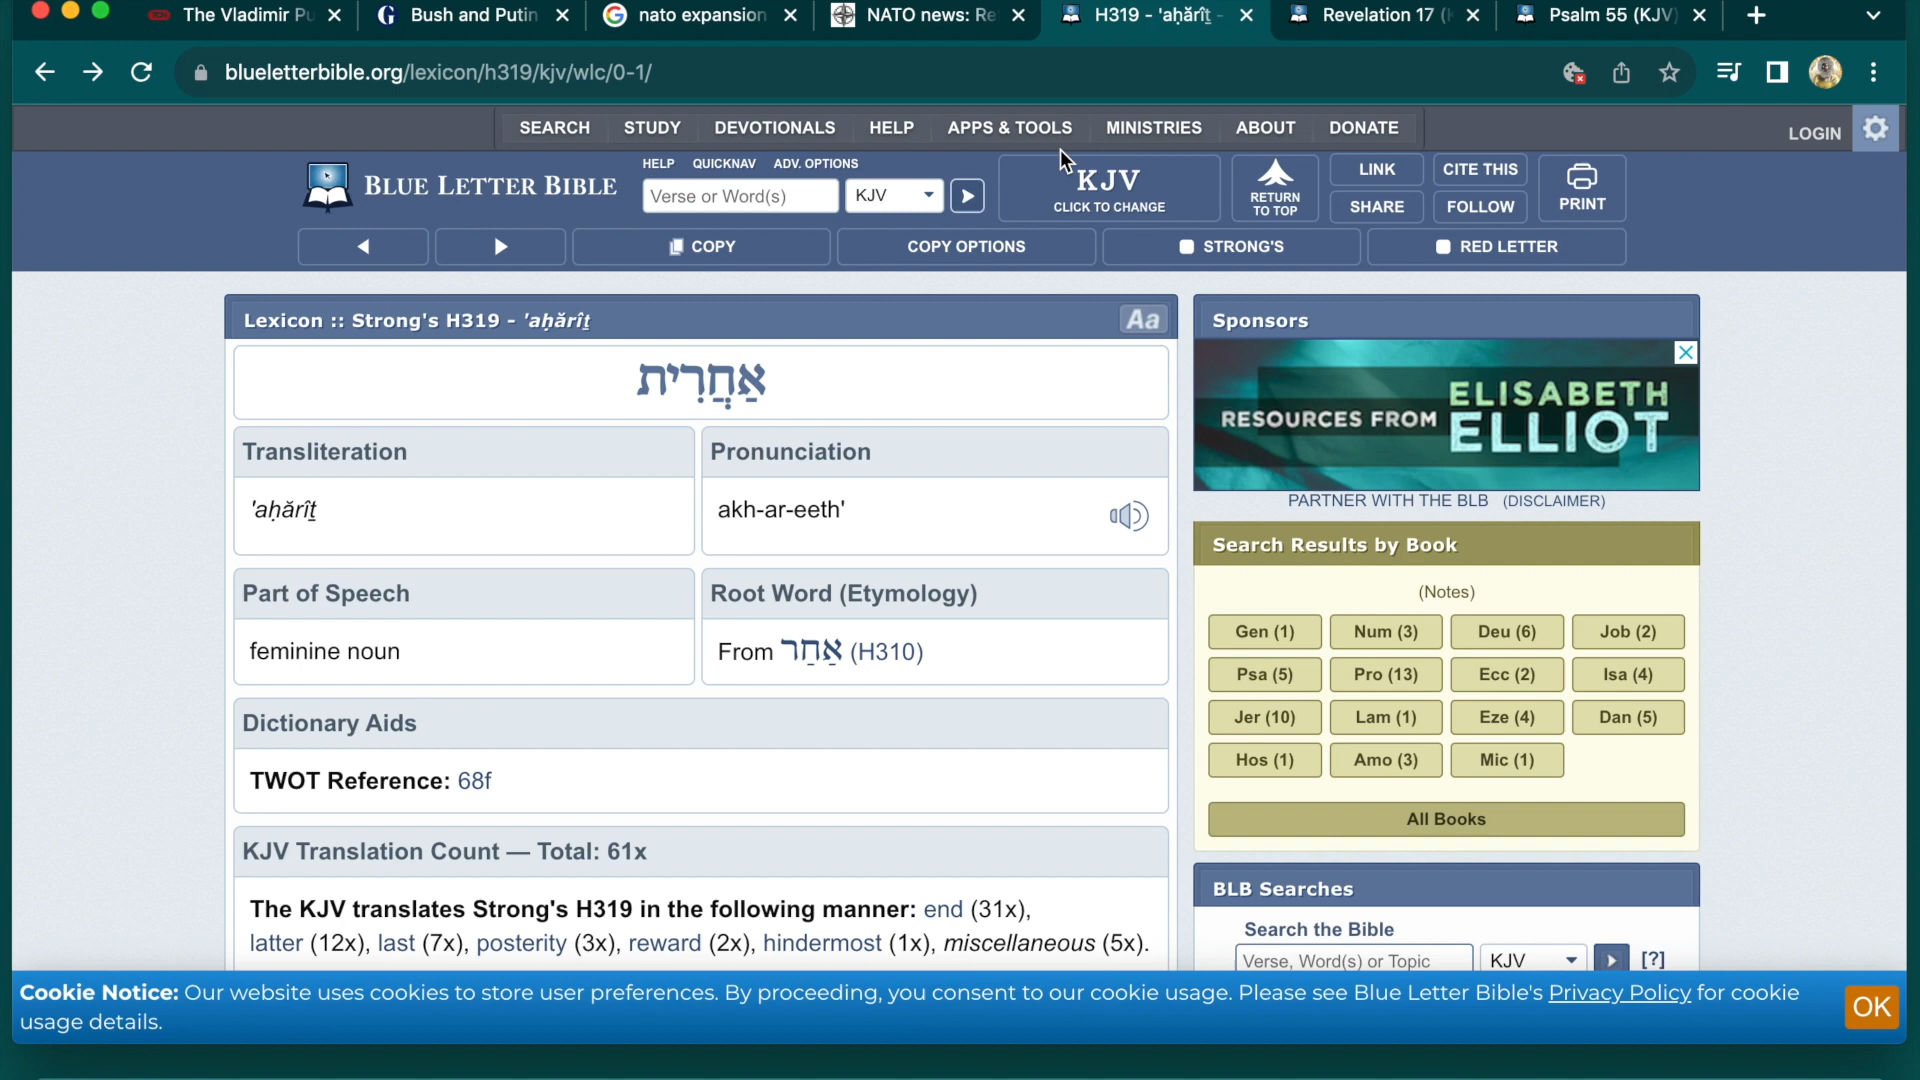 The Vladimir Pu
Bush and Putin
nato expansion
NATO news: Re
H319 - 'aḥărîṯ -
Revelation 17 (
Psalm 55 (KJV)
blueletterbible.org/lexicon/h319/kjv/wlc/0-1/
SEARCH STUDY DEVOTIONALS HELP APPS & TOOLS MINISTRIES ABOUT DONATE
LOGIN
BLUE LETTER BIBLE
HELP QUICKNAV ADV. OPTIONS
Verse or Word(s)
KJV
KJV
CLICK TO CHANGE
RETURN
TO TOP
LINK
CITE THIS
SHARE
FOLLOW
PRINT
COPY
COPY OPTIONS
STRONG'S
RED LETTER
Lexicon :: Strong's H319 - 'aḥărîṯ
Aa
אַחֲרִית
Transliteration
'aḥărîṯ
Pronunciation
akh-ar-eeth'
Part of Speech
feminine noun
Root Word (Etymology)
From אַחַר (H310)
Dictionary Aids
TWOT Reference: 68f
KJV Translation Count — Total: 61x
The KJV translates Strong's H319 in the following manner: end (31x),
latter (12x), last (7x), posterity (3x), reward (2x), hindermost (1x), miscellaneous (5x).
Sponsors
RESOURCES FROM
ELISABETH
ELLIOT
PARTNER WITH THE BLB (DISCLAIMER)
Search Results by Book
(Notes)
Gen (1) Num (3) Deu (6) Job (2)
Psa (5) Pro (13) Ecc (2) Isa (4)
Jer (10) Lam (1) Eze (4) Dan (5)
Hos (1) Amo (3) Mic (1)
All Books
BLB Searches
Search the Bible
Verse, Word(s) or Topic
KJV
[?]
Cookie Notice: Our website uses cookies to store user preferences. By proceeding, you consent to our cookie usage. Please see Blue Letter Bible's Privacy Policy for cookie
usage details.
OK